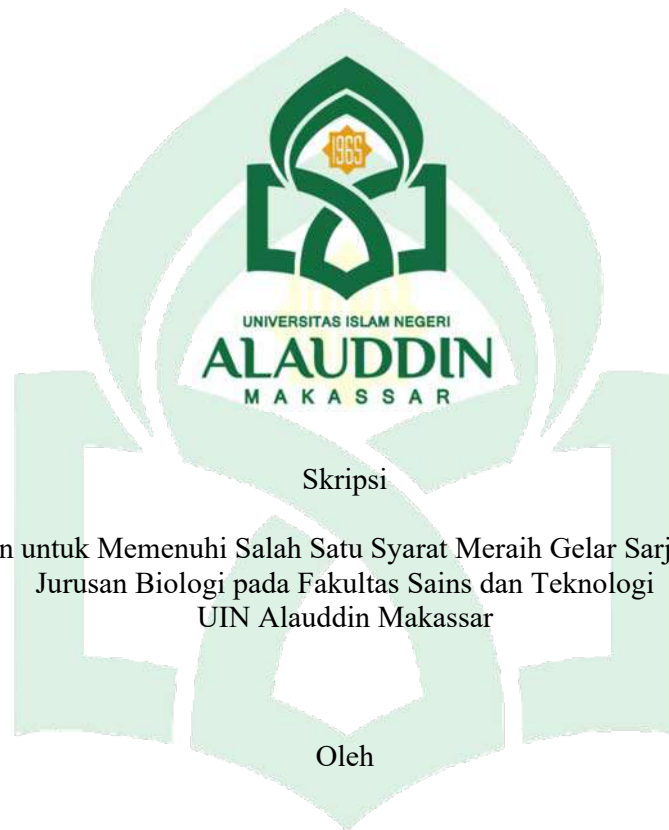 1965
UNIVERSITAS ISLAM NEGERI
ALAUDDIN
MAKASSAR
Skripsi
n untuk Memenuhi Salah Satu Syarat Meraih Gelar Sarj
Jurusan Biologi pada Fakultas Sains dan Teknologi
UIN Alauddin Makassar
Oleh